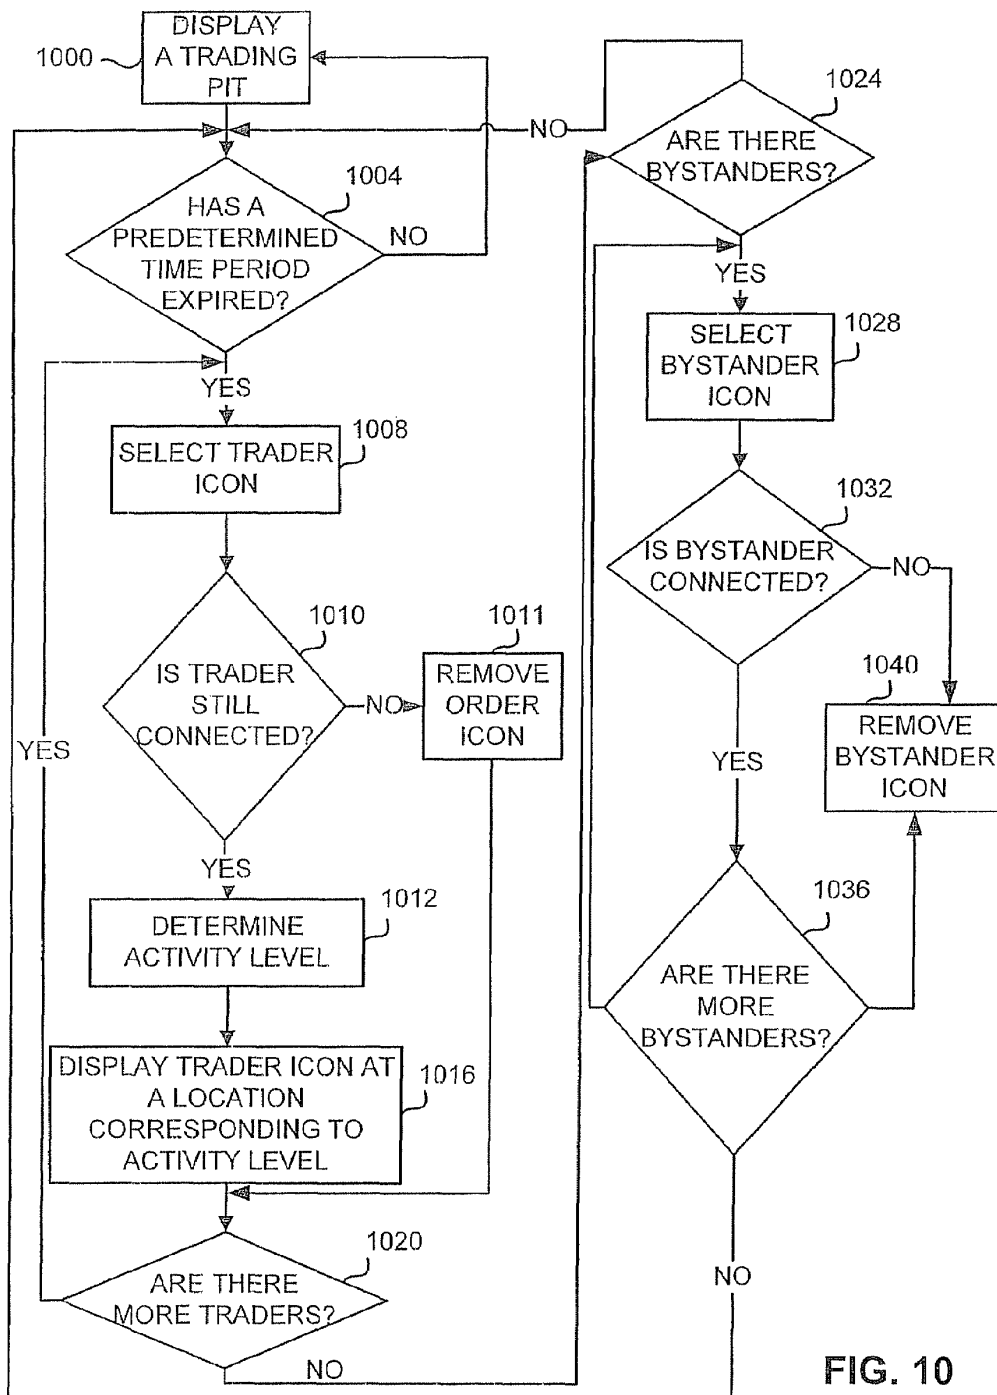 DISPLAY
A TRADING
PIT
1000
HAS A
PREDETERMINED
TIME PERIOD
EXPIRED?
1004
NO
YES
SELECT TRADER
ICON
1008
IS TRADER
STILL
CONNECTED?
1010
NO
REMOVE
ORDER
ICON
1011
YES
YES
DETERMINE
ACTIVITY LEVEL
1012
DISPLAY TRADER ICON AT
A LOCATION
CORRESPONDING TO
ACTIVITY LEVEL
1016
ARE THERE
MORE TRADERS?
1020
NO
ARE THERE
BYSTANDERS?
1024
NO
YES
SELECT
BYSTANDER
ICON
1028
IS BYSTANDER
CONNECTED?
1032
NO
REMOVE
BYSTANDER
ICON
1040
YES
ARE THERE
MORE
BYSTANDERS?
1036
NO
FIG. 10